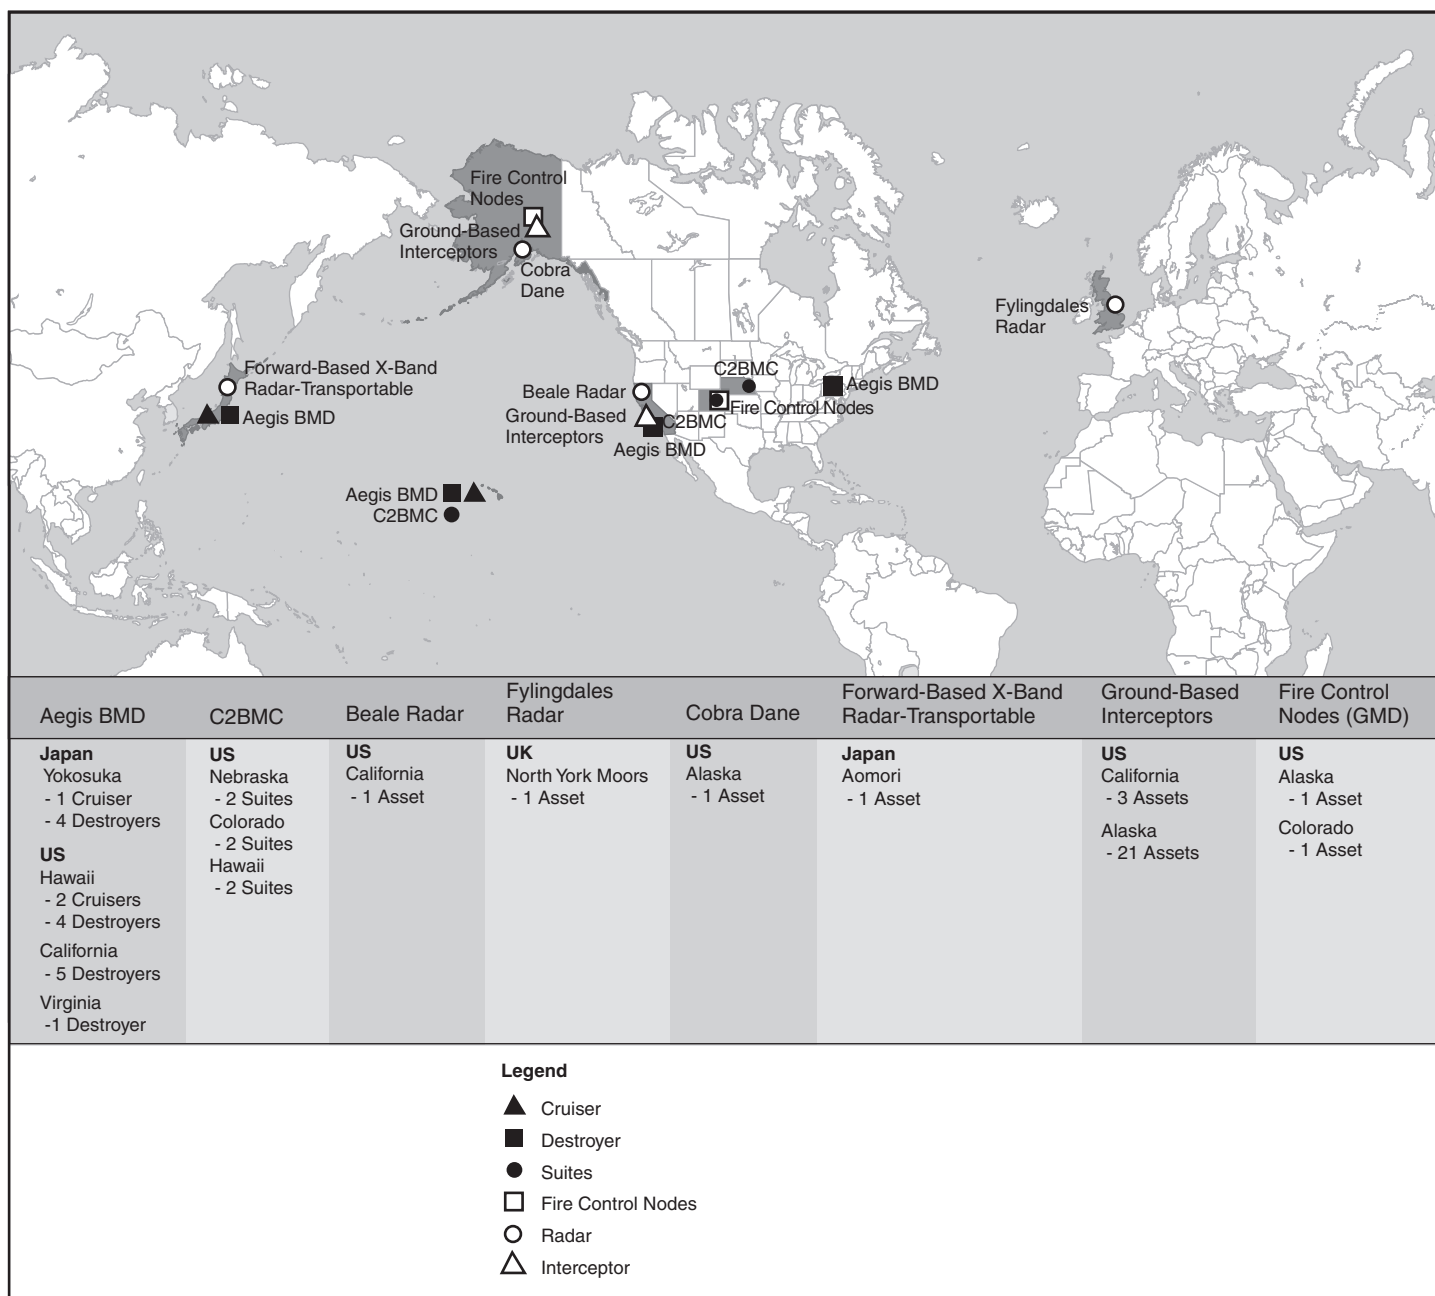 Fire Control
Nodes
Ground-Based
Interceptors
Cobra
Dane
Fylingdales
Radar
Forward-Based X-Band
Radar-Transportable
Aegis BMD
Beale Radar
Ground-Based
Interceptors
C2BMC
Aegis BMD
C2BMC
Fire Control Nodes
Aegis BMD
Aegis BMD
C2BMC
Aegis BMD
C2BMC
Beale Radar
Fylingdales
Radar
Cobra Dane
Forward-Based X-Band
Radar-Transportable
Ground-Based
Interceptors
Fire Control
Nodes (GMD)
Japan
Yokosuka
- 1 Cruiser
- 4 Destroyers
US
Hawaii
- 2 Cruisers
- 4 Destroyers
California
- 5 Destroyers
Virginia
-1 Destroyer
US
Nebraska
- 2 Suites
Colorado
- 2 Suites
Hawaii
- 2 Suites
US
California
- 1 Asset
UK
North York Moors
- 1 Asset
US
Alaska
- 1 Asset
Japan
Aomori
- 1 Asset
US
California
- 3 Assets
Alaska
- 21 Assets
US
Alaska
- 1 Asset
Colorado
- 1 Asset
Legend
Cruiser
Destroyer
Suites
Fire Control Nodes
Radar
Interceptor